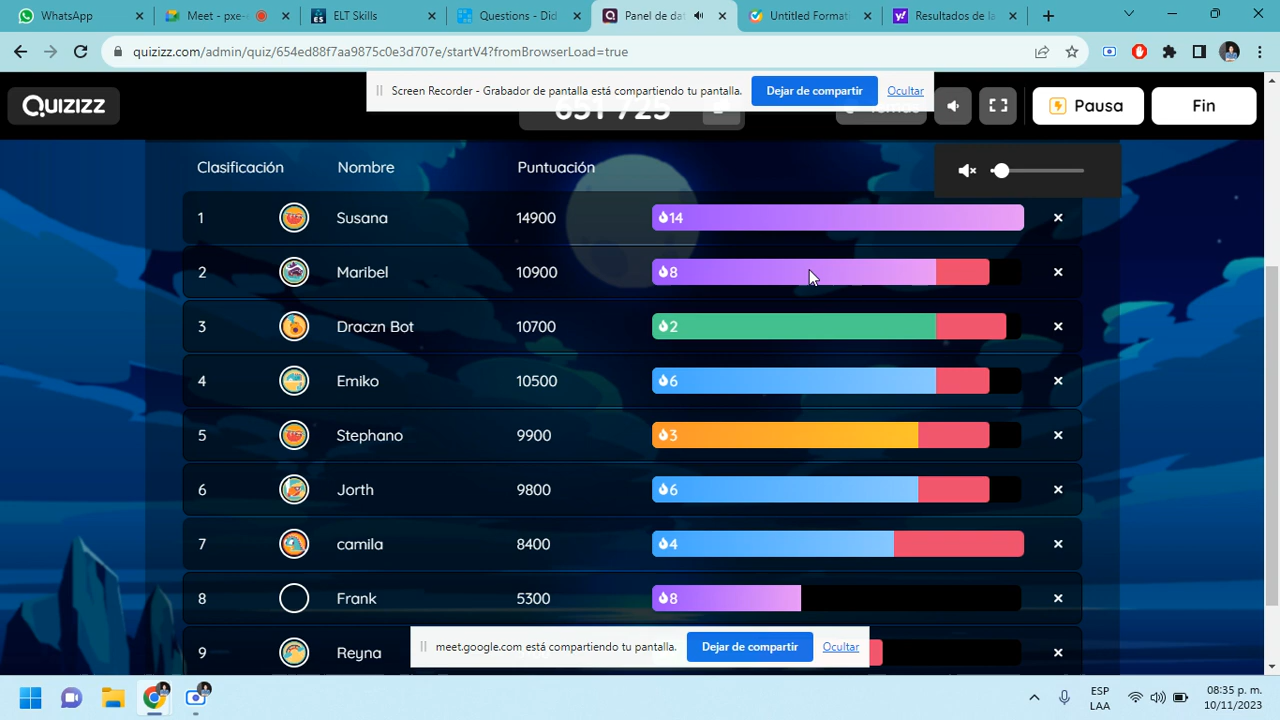 WhatsApp
Meet - pxe-
ELT Skills
Questions - Did
Panel de da
Untitled Format
Resultados de la
quizizz.com/admin/quiz/654ed88f7aa9875c0e3d707e/startV4?fromBrowserLoad=true
Screen Recorder - Grabador de pantalla está compartiendo tu pantalla.
Dejar de compartir
Ocultar
QUIZIZZ
651 725
Pausa
Fin
Clasificación Nombre Puntuación
1 Susana 14900 14
2 Maribel 10900 8
3 Draczn Bot 10700 2
4 Emiko 10500 6
5 Stephano 9900 3
6 Jorth 9800 6
7 camila 8400 4
8 Frank 5300 8
9 Reyna
meet.google.com está compartiendo tu pantalla.
Dejar de compartir
Ocultar
ESP
LAA
08:35 p. m.
10/11/2023